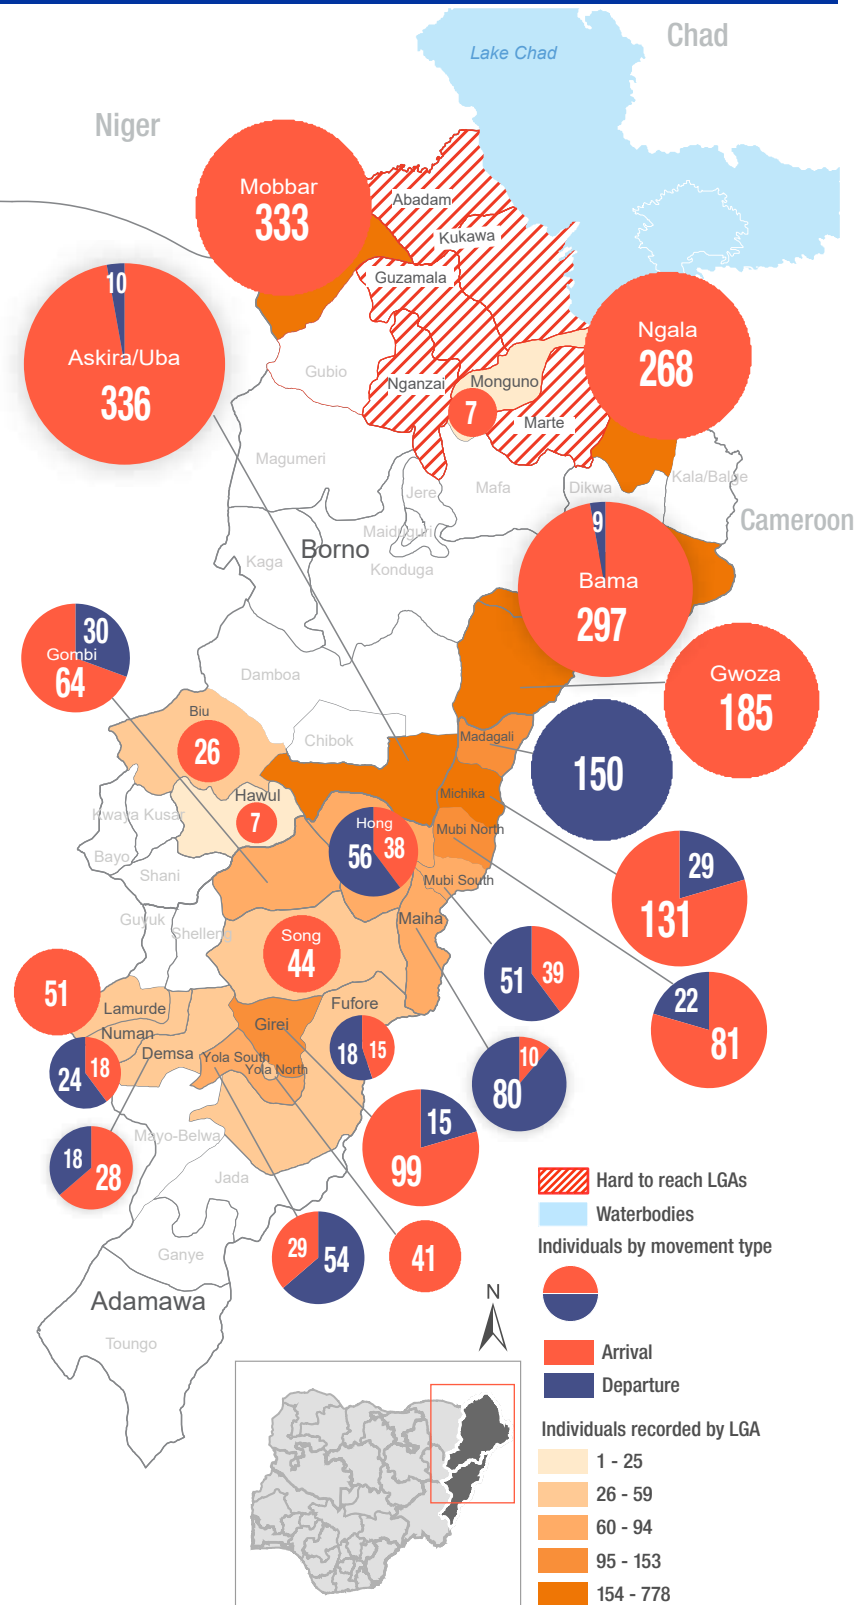 Chad
Lake Chad
Niger
Mobbar
333
Abadam
Kukawa
Guzamala
10
Askira/Uba
336
Ngala
268
Gubio
Nganzai
Monguno
7
Marte
Magumeri
Jere
Mafa
Dikwa
Kala/Balge
Cameroon
Maiduguri
Borno
Kaga
Konduga
9
Bama
297
30
Gombi
64
Damboa
Gwoza
185
Biu
26
Chibok
Madagali
150
Michika
Hawul
7
Kwaya Kusar
Hong
56
38
Mubi North
Bayo
Shani
Mubi South
29
131
Guyuk
Shelleng
Maiha
Song
44
51
39
51
Lamurde
Fufore
22
81
Numan
Girei
Demsa
Yola South
Yola North
18
15
24
18
10
80
Mayo-Belwa
15
99
18
28
Jada
Hard to reach LGAs
Waterbodies
Individuals by movement type
Ganye
29
54
41
Adamawa
N
Toungo
Arrival
Departure
Individuals recorded by LGA
1 - 25
26 - 59
60 - 94
95 - 153
154 - 778